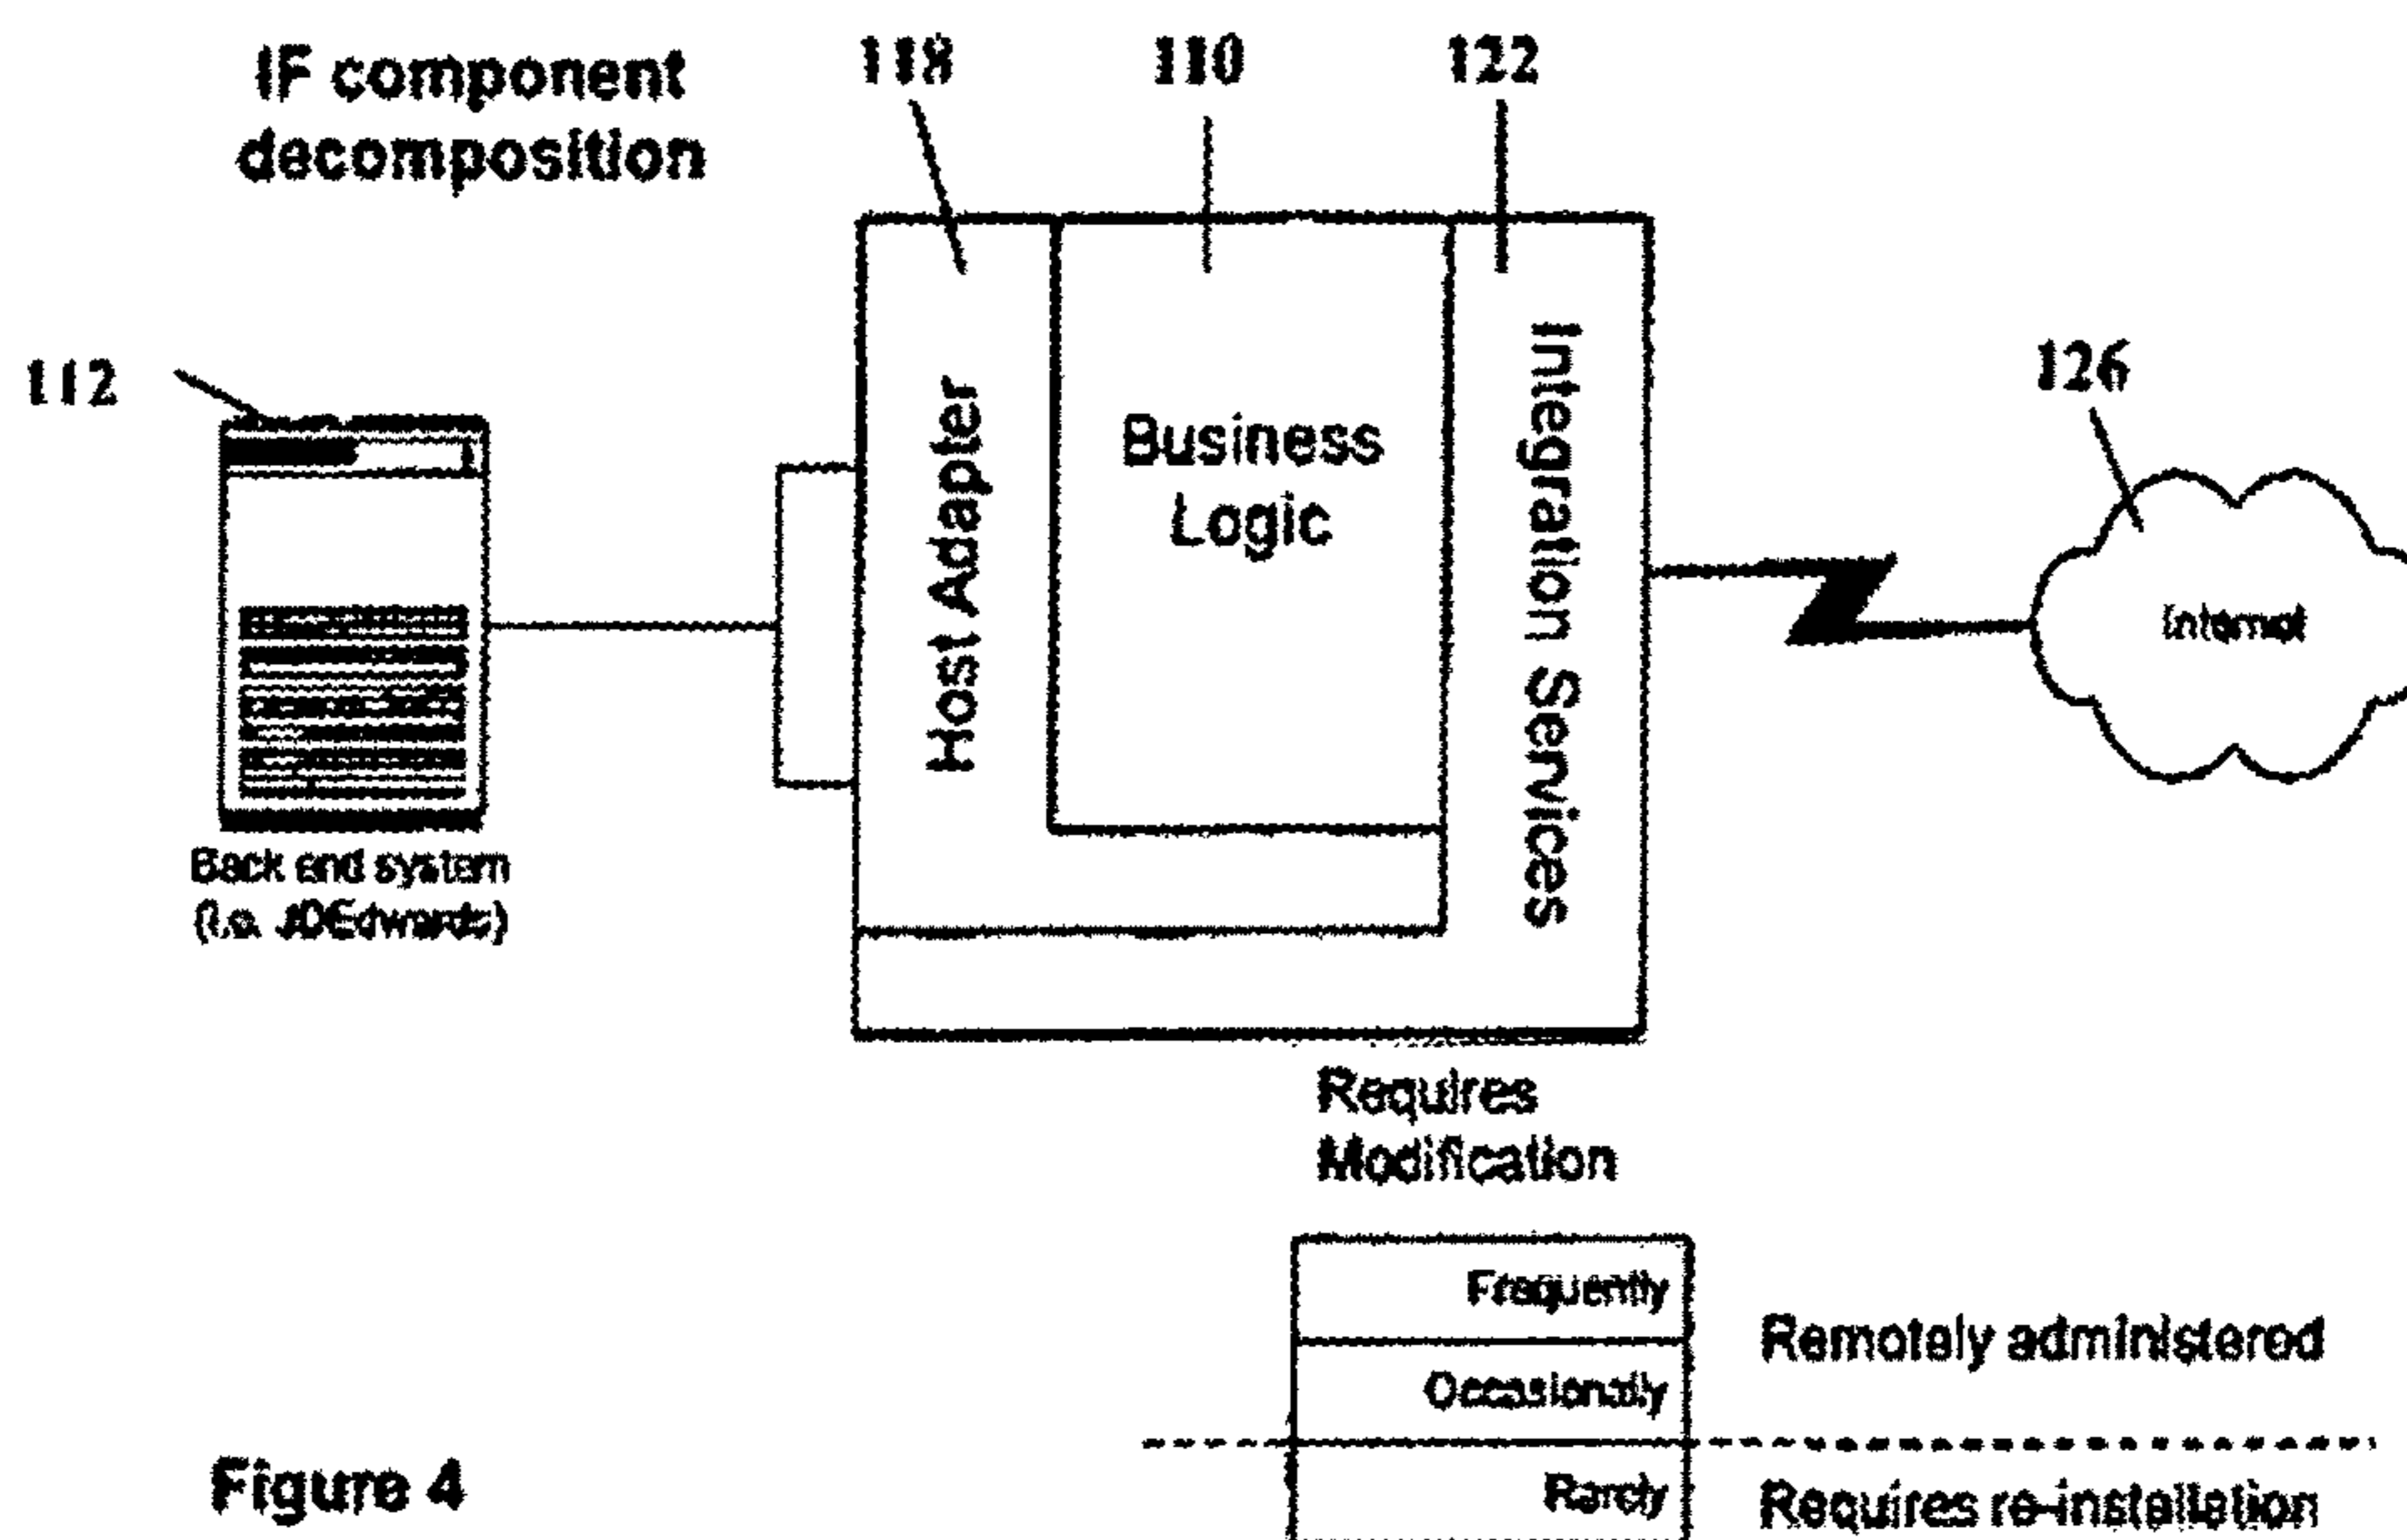 IF component
decomposition
118
110
122
112
126
Host Adapter
Business
Logic
Integration Services
Internet
Back end system
(i.e. JDEdwards)
Requires
Modification
Frequently
Occasionally
Rarely
Remotely administered
Requires re-installation
Figure 4